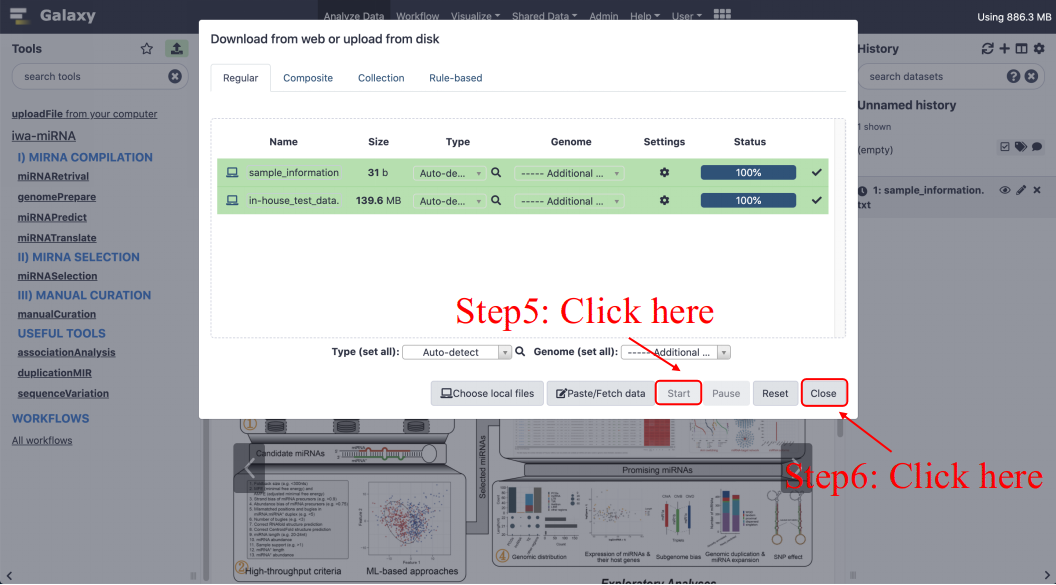 Galaxy
Analyze Data Workflow Visualize Shared Data Admin Help User
Using 886.3 MB
Tools
search tools
uploadFile from your computer
iwa-miRNA
I) MIRNA COMPILATION
miRNARetrival
genomePrepare
miRNAPredict
miRNATranslate
II) MIRNA SELECTION
miRNASelection
III) MANUAL CURATION
manualCuration
USEFUL TOOLS
associationAnalysis
duplicationMIR
sequenceVariation
WORKFLOWS
All workflows
Download from web or upload from disk
Regular Composite Collection Rule-based
Name Size Type Genome Settings Status
sample_information 31 b Auto-de... ----- Additional ... 100%
in-house_test_data. 139.6 MB Auto-de... ----- Additional ... 100%
Step5: Click here
Type (set all): Auto-detect Genome (set all): ----- Additional ...
Choose local files Paste/Fetch data Start Pause Reset Close
Step6: Click here
History
search datasets
Unnamed history
1 shown
(empty)
1: sample_information.
txt
①
Candidate miRNAs
Selected miRNAs
Promising miRNAs
②High-throughput criteria ML-based approaches
④ Genomic distribution
Expression of miRNAs &
their host genes
Subgenome bias
Genomic duplication &
miRNA expansion
SNP effect
Exploratory Analyses